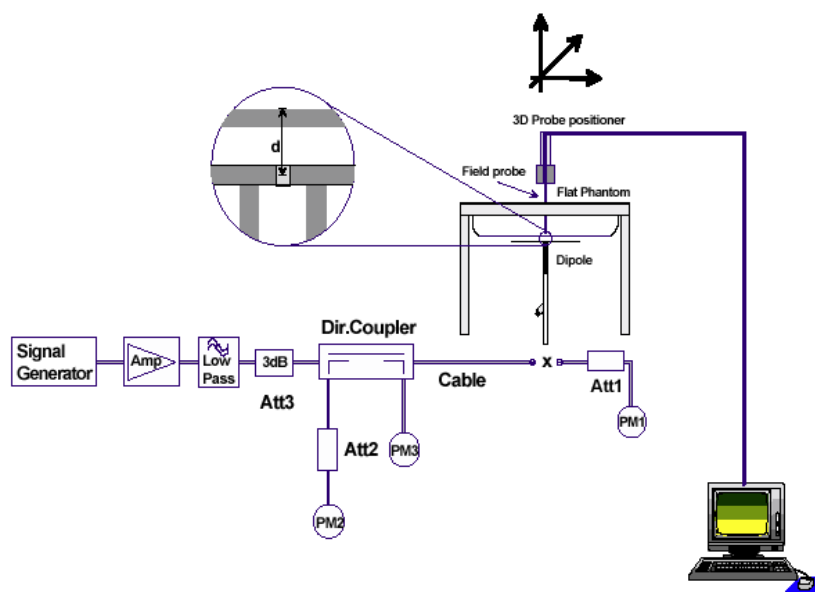 3D Probe positioner
d
Field probe
Flat Phantom
Dipole
Dir.Coupler
Signal
Generator
Amp
Low
Pass
3dB
Cable
x
Att1
Att3
PM1
Att2
PM3
PM2